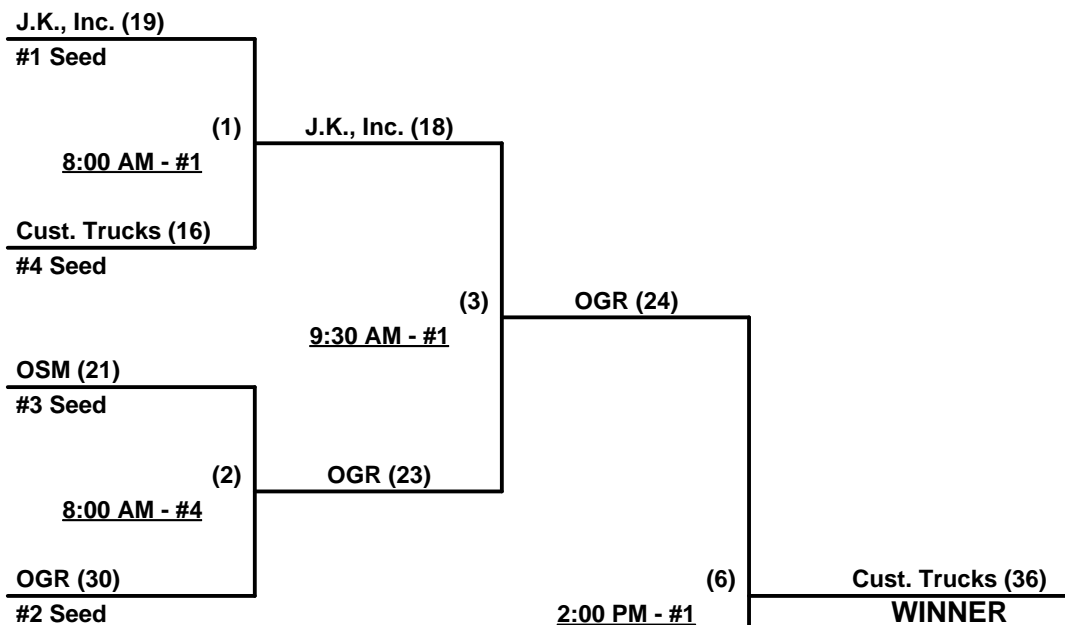 J.K., Inc. (19)
#1 Seed
(1)
J.K., Inc. (18)
8:00 AM - #1
Cust. Trucks (16)
#4 Seed
(3)
OGR (24)
9:30 AM - #1
OSM (21)
#3 Seed
(2)
OGR (23)
8:00 AM - #4
OGR (30)
#2 Seed
(6)
Cust. Trucks (36)
2:00 PM - #1
WINNER